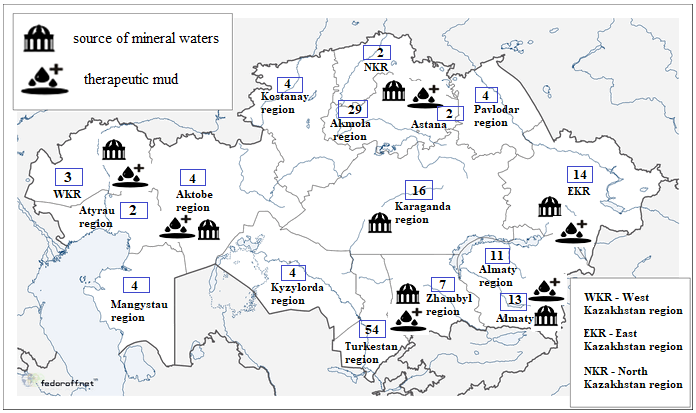 source of mineral waters
therapeutic mud
2
NKR
4
Kostanay
region
29
Akmola
region
2
Astana
4
Pavlodar
region
3
WKR
4
Aktobe
region
Atyrau
region
2
16
Karaganda
region
14
EKR
4
Mangystau
region
4
Kyzylorda
region
7
Zhambyl
region
11
Almaty
region
13
Almaty
54
Turkestan
region
WKR - West
Kazakhstan region
EKR - East
Kazakhstan region
NKR - North
Kazakhstan region
fedoroffnet